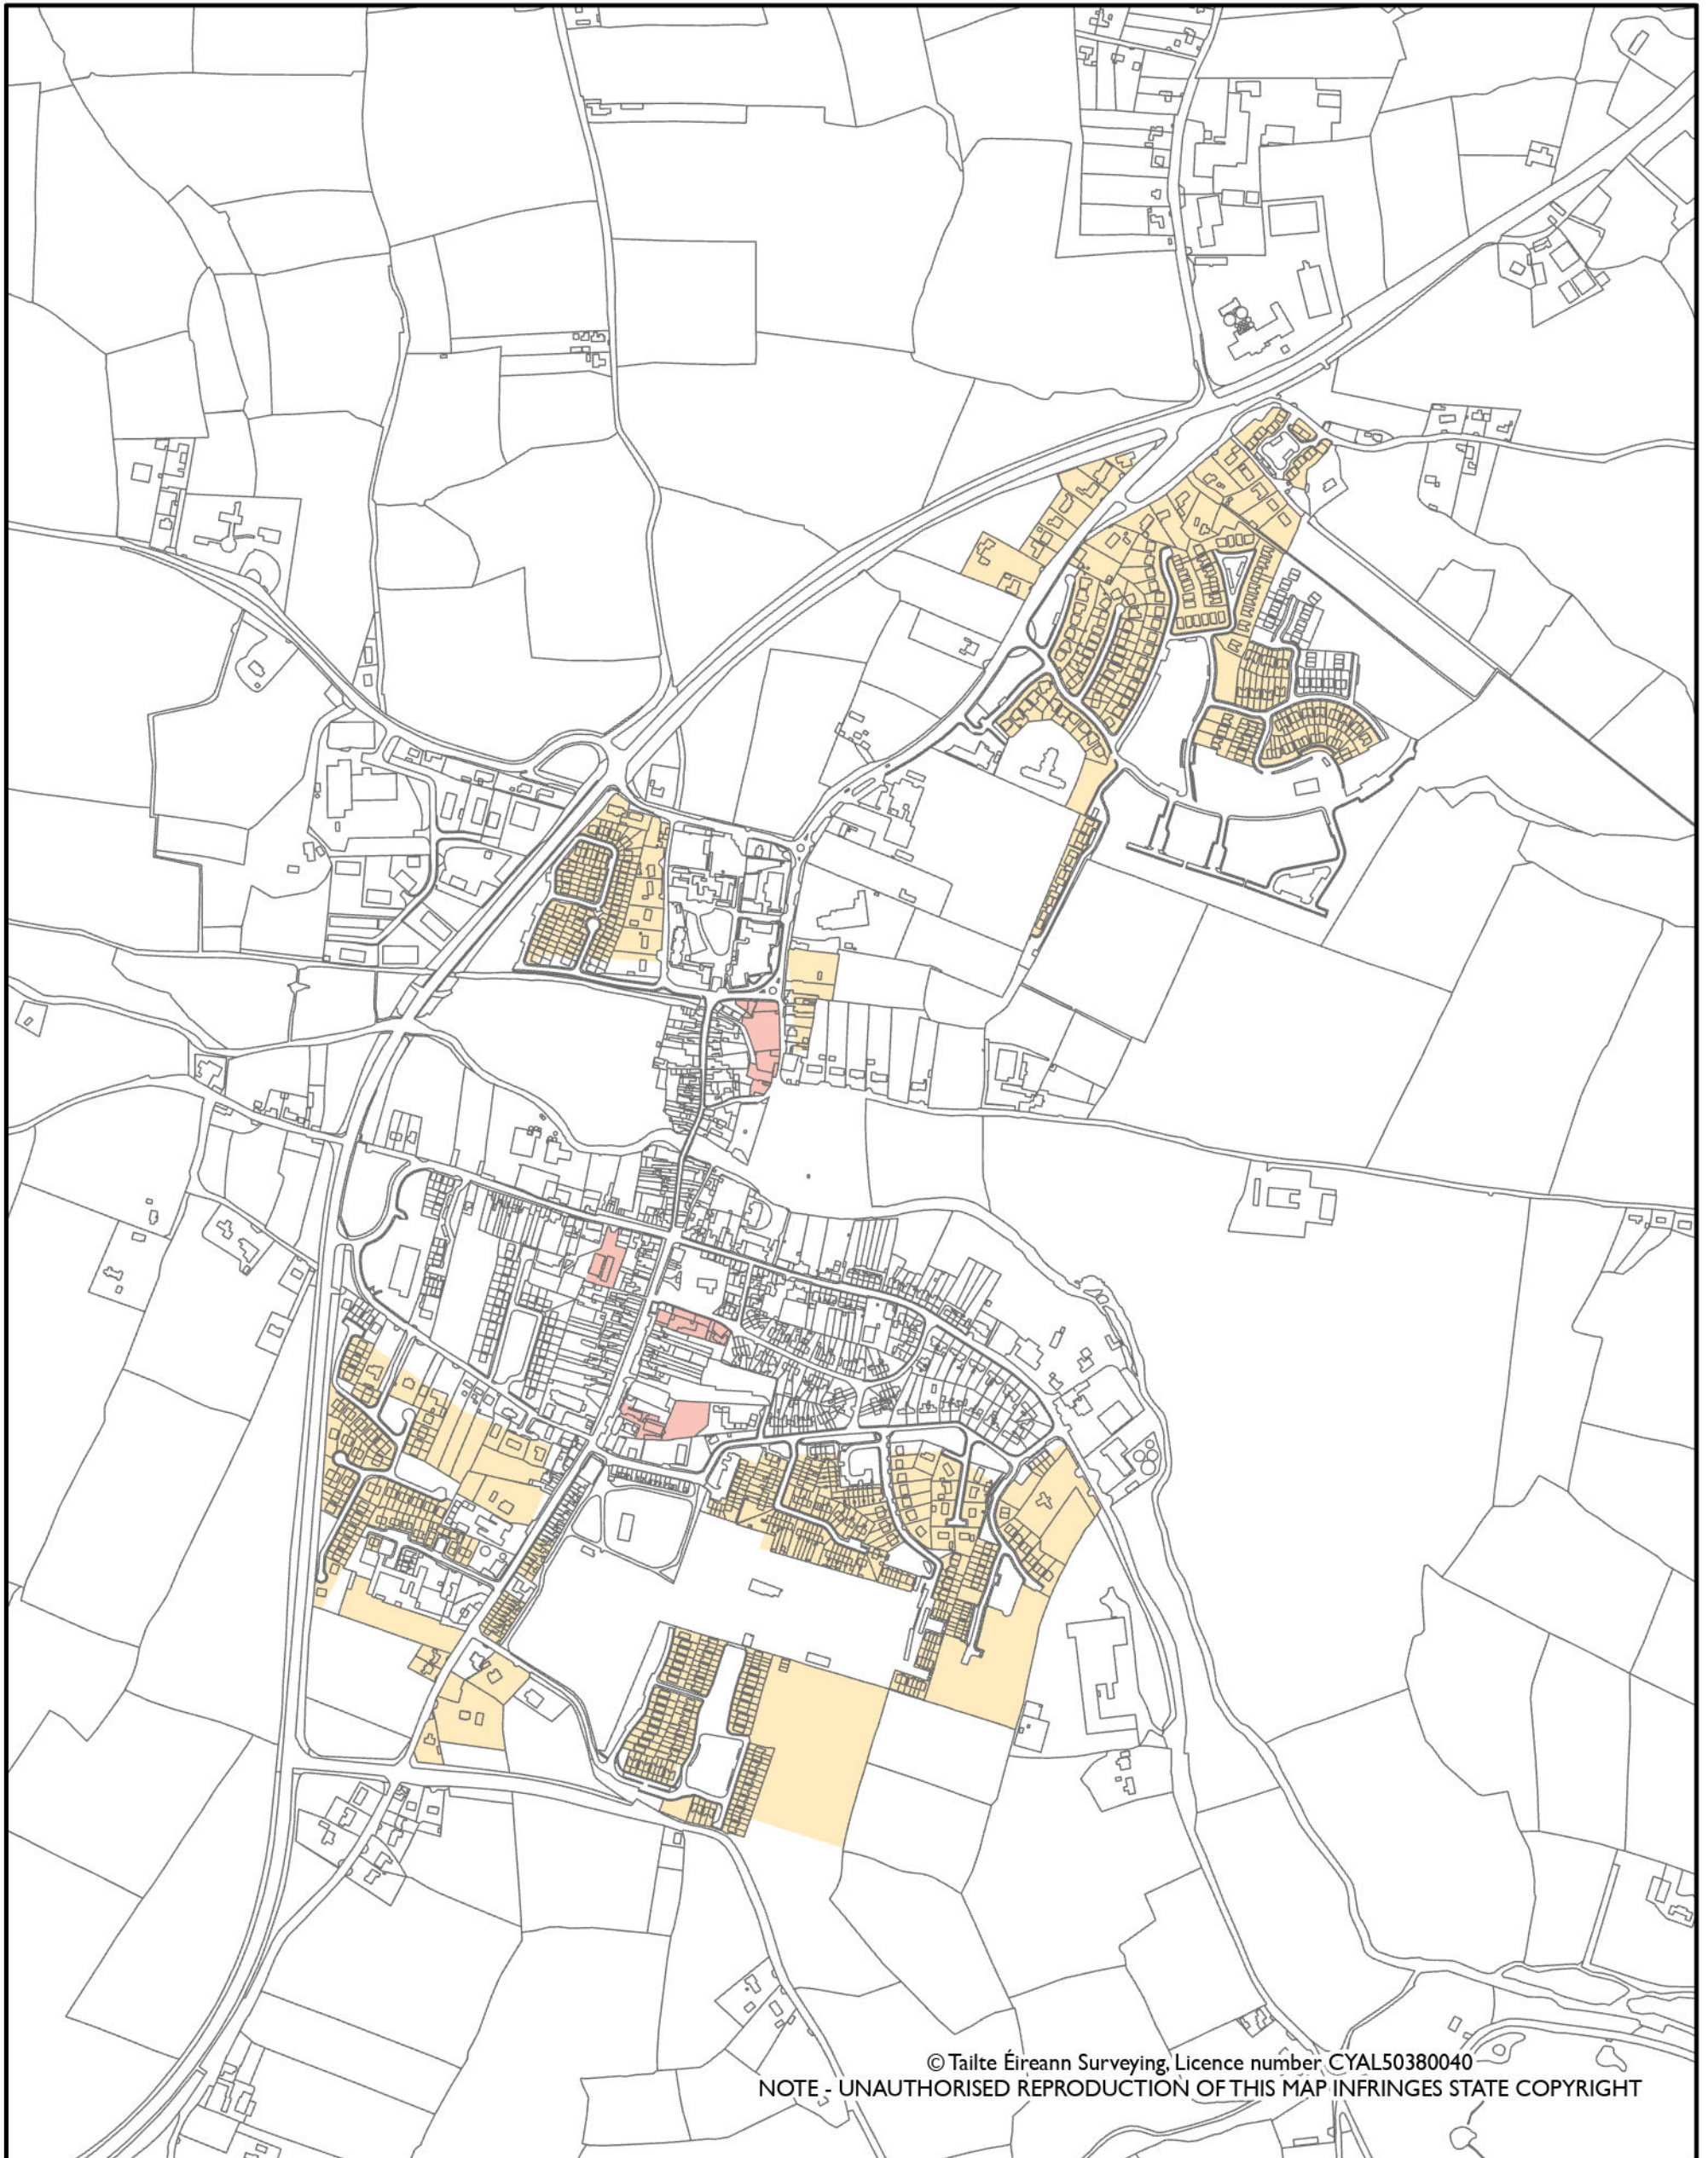 © Tailte Éireann Surveying, Licence number CYAL50380040
NOTE - UNAUTHORISED REPRODUCTION OF THIS MAP INFRINGES STATE COPYRIGHT